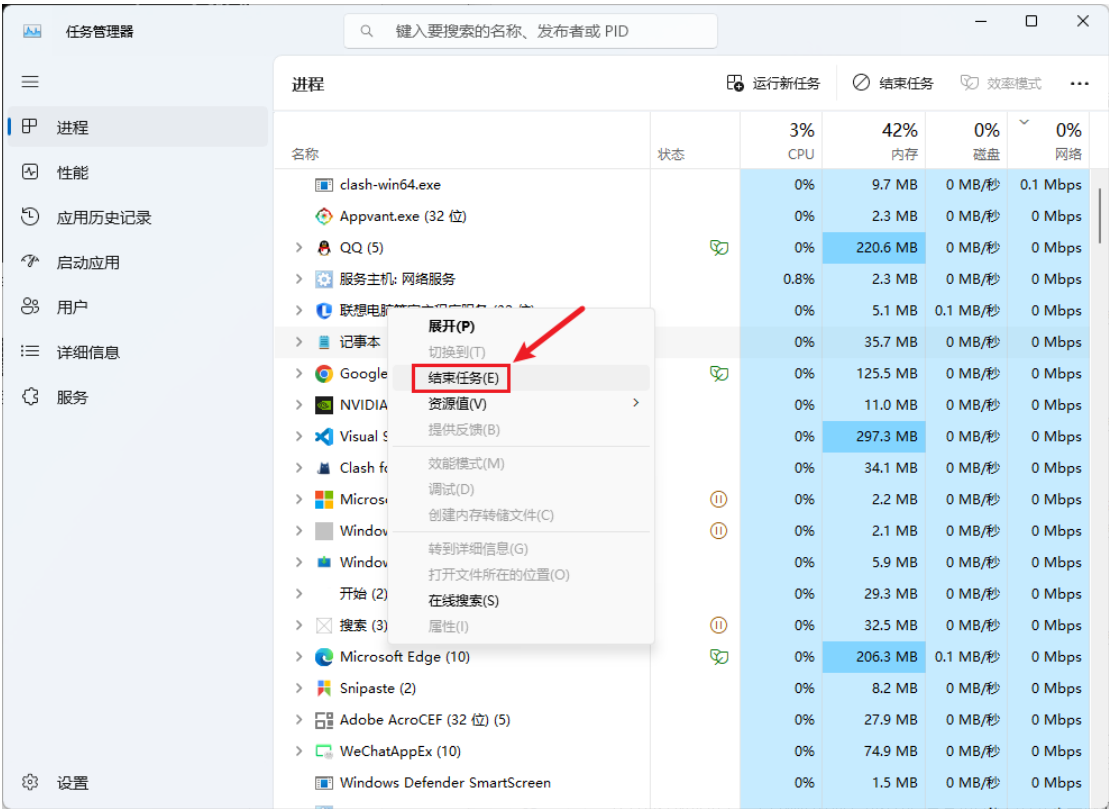 任务管理器
键入要搜索的名称、发布者或 PID
进程
运行新任务
结束任务
效率模式
进程
性能
应用历史记录
启动应用
用户
详细信息
服务
设置
3% 42% 0% 0%
名称 状态 CPU 内存 磁盘 网络
clash-win64.exe 0% 9.7 MB 0 MB/秒 0.1 Mbps
Appvant.exe (32 位) 0% 2.3 MB 0 MB/秒 0 Mbps
QQ (5) 0% 220.6 MB 0 MB/秒 0 Mbps
服务主机: 网络服务 0.8% 2.3 MB 0 MB/秒 0 Mbps
联想电脑 0% 5.1 MB 0.1 MB/秒 0 Mbps
记事本 0% 35.7 MB 0 MB/秒 0 Mbps
Google 0% 125.5 MB 0 MB/秒 0 Mbps
NVIDIA 0% 11.0 MB 0 MB/秒 0 Mbps
Visual S 0% 297.3 MB 0 MB/秒 0 Mbps
Clash fo 0% 34.1 MB 0 MB/秒 0 Mbps
Micros 0% 2.2 MB 0 MB/秒 0 Mbps
Window 0% 2.1 MB 0 MB/秒 0 Mbps
Window 0% 5.9 MB 0 MB/秒 0 Mbps
开始 (2) 0% 29.3 MB 0 MB/秒 0 Mbps
搜索 (3) 0% 32.5 MB 0 MB/秒 0 Mbps
Microsoft Edge (10) 0% 206.3 MB 0.1 MB/秒 0 Mbps
Snipaste (2) 0% 8.2 MB 0 MB/秒 0 Mbps
Adobe AcroCEF (32 位) (5) 0% 27.9 MB 0 MB/秒 0 Mbps
WeChatAppEx (10) 0% 74.9 MB 0 MB/秒 0 Mbps
Windows Defender SmartScreen 0% 1.5 MB 0 MB/秒 0 Mbps
展开(P)
切换到(T)
结束任务(E)
资源值(V)
提供反馈(B)
效能模式(M)
调试(D)
创建内存转储文件(C)
转到详细信息(G)
打开文件所在的位置(O)
在线搜索(S)
属性(I)